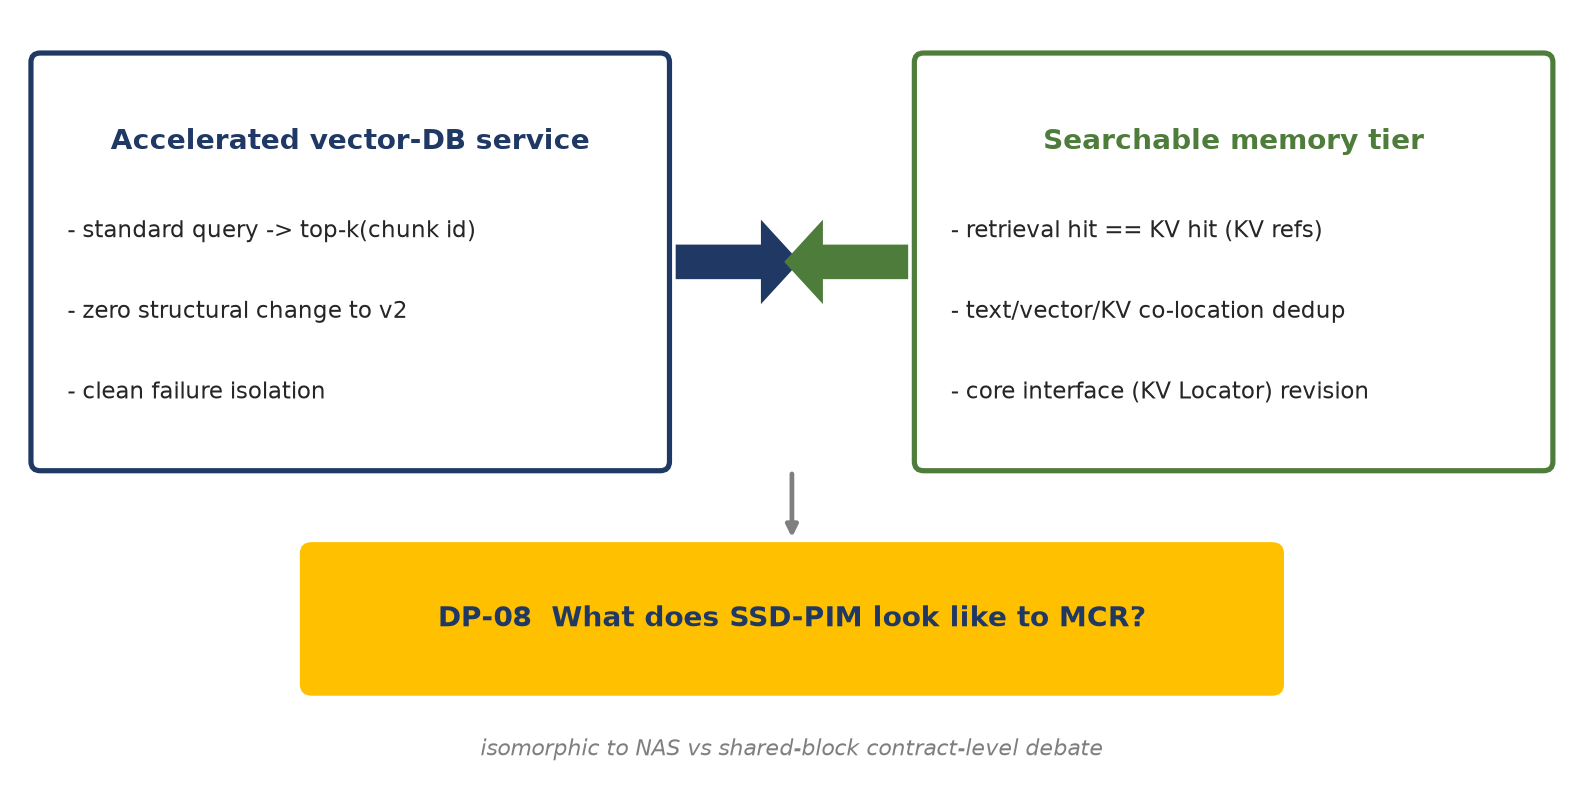 Accelerated vector-DB service
- standard query -> top-k(chunk id)
- zero structural change to v2
- clean failure isolation
Searchable memory tier
- retrieval hit == KV hit (KV refs)
- text/vector/KV co-location dedup
- core interface (KV Locator) revision
DP-08  What does SSD-PIM look like to MCR?
isomorphic to NAS vs shared-block contract-level debate